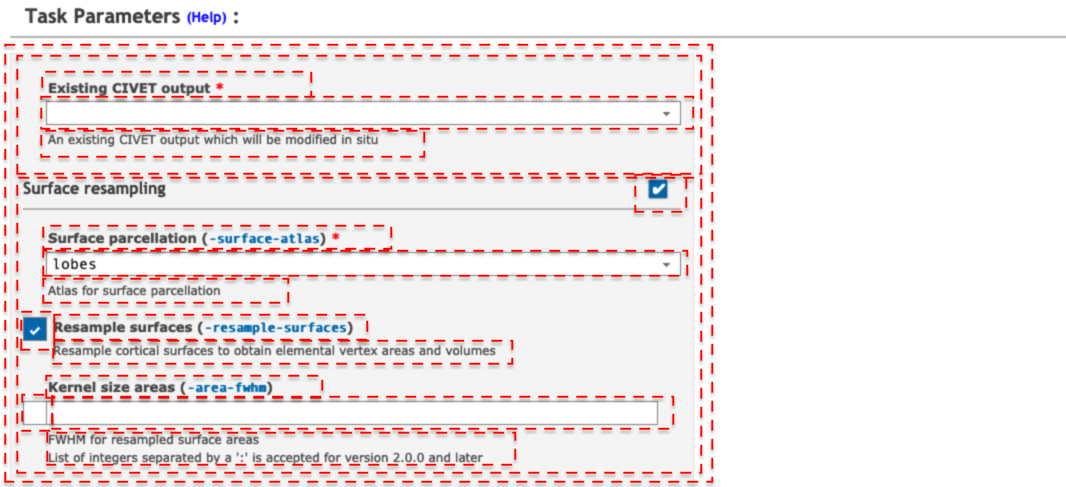 Task Parameters (Help) :
Existing CIVET output *
An existing CIVET output which will be modified in situ
Surface resampling
Surface parcellation (-surface-atlas) *
lobes
Atlas for surface parcellation
Resample surfaces (-resample-surfaces)
Resample cortical surfaces to obtain elemental vertex areas and volumes
Kernel size areas (-area-fwhm)
FWHM for resampled surface areas
List of integers separated by a ':' is accepted for version 2.0.0 and later